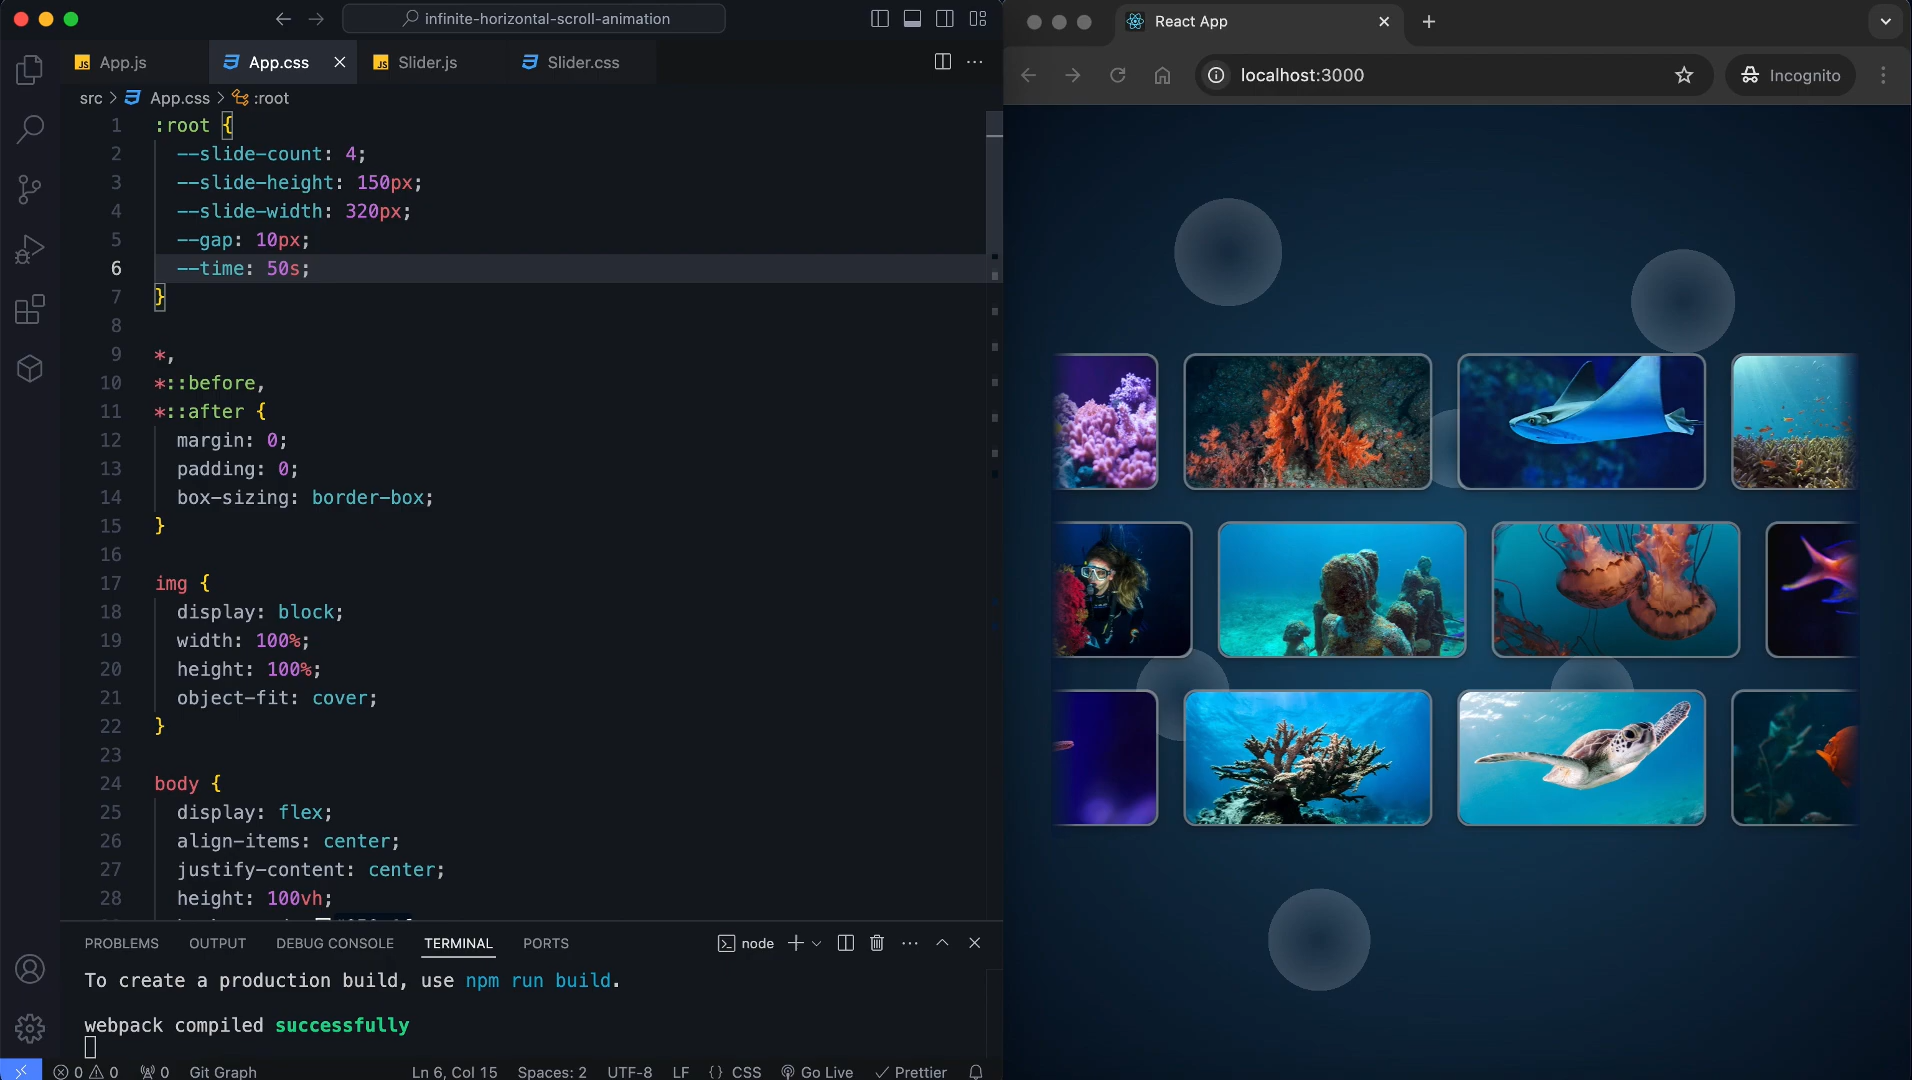 infinite-horizontal-scroll-animation
App.js
App.css
Slider.js
Slider.css
src > App.css > :root
1 :root {
2 --slide-count: 4;
3 --slide-height: 150px;
4 --slide-width: 320px;
5 --gap: 10px;
6 --time: 50s;
7 }
8
9 *,
10 *::before,
11 *::after {
12 margin: 0;
13 padding: 0;
14 box-sizing: border-box;
15 }
16
17 img {
18 display: block;
19 width: 100%;
20 height: 100%;
21 object-fit: cover;
22 }
23
24 body {
25 display: flex;
26 align-items: center;
27 justify-content: center;
28 height: 100vh;
PROBLEMS OUTPUT DEBUG CONSOLE TERMINAL PORTS node
To create a production build, use npm run build.
webpack compiled successfully
0 0 0 Git Graph Ln 6, Col 15 Spaces: 2 UTF-8 LF {} CSS Go Live Prettier
React App
localhost:3000
Incognito